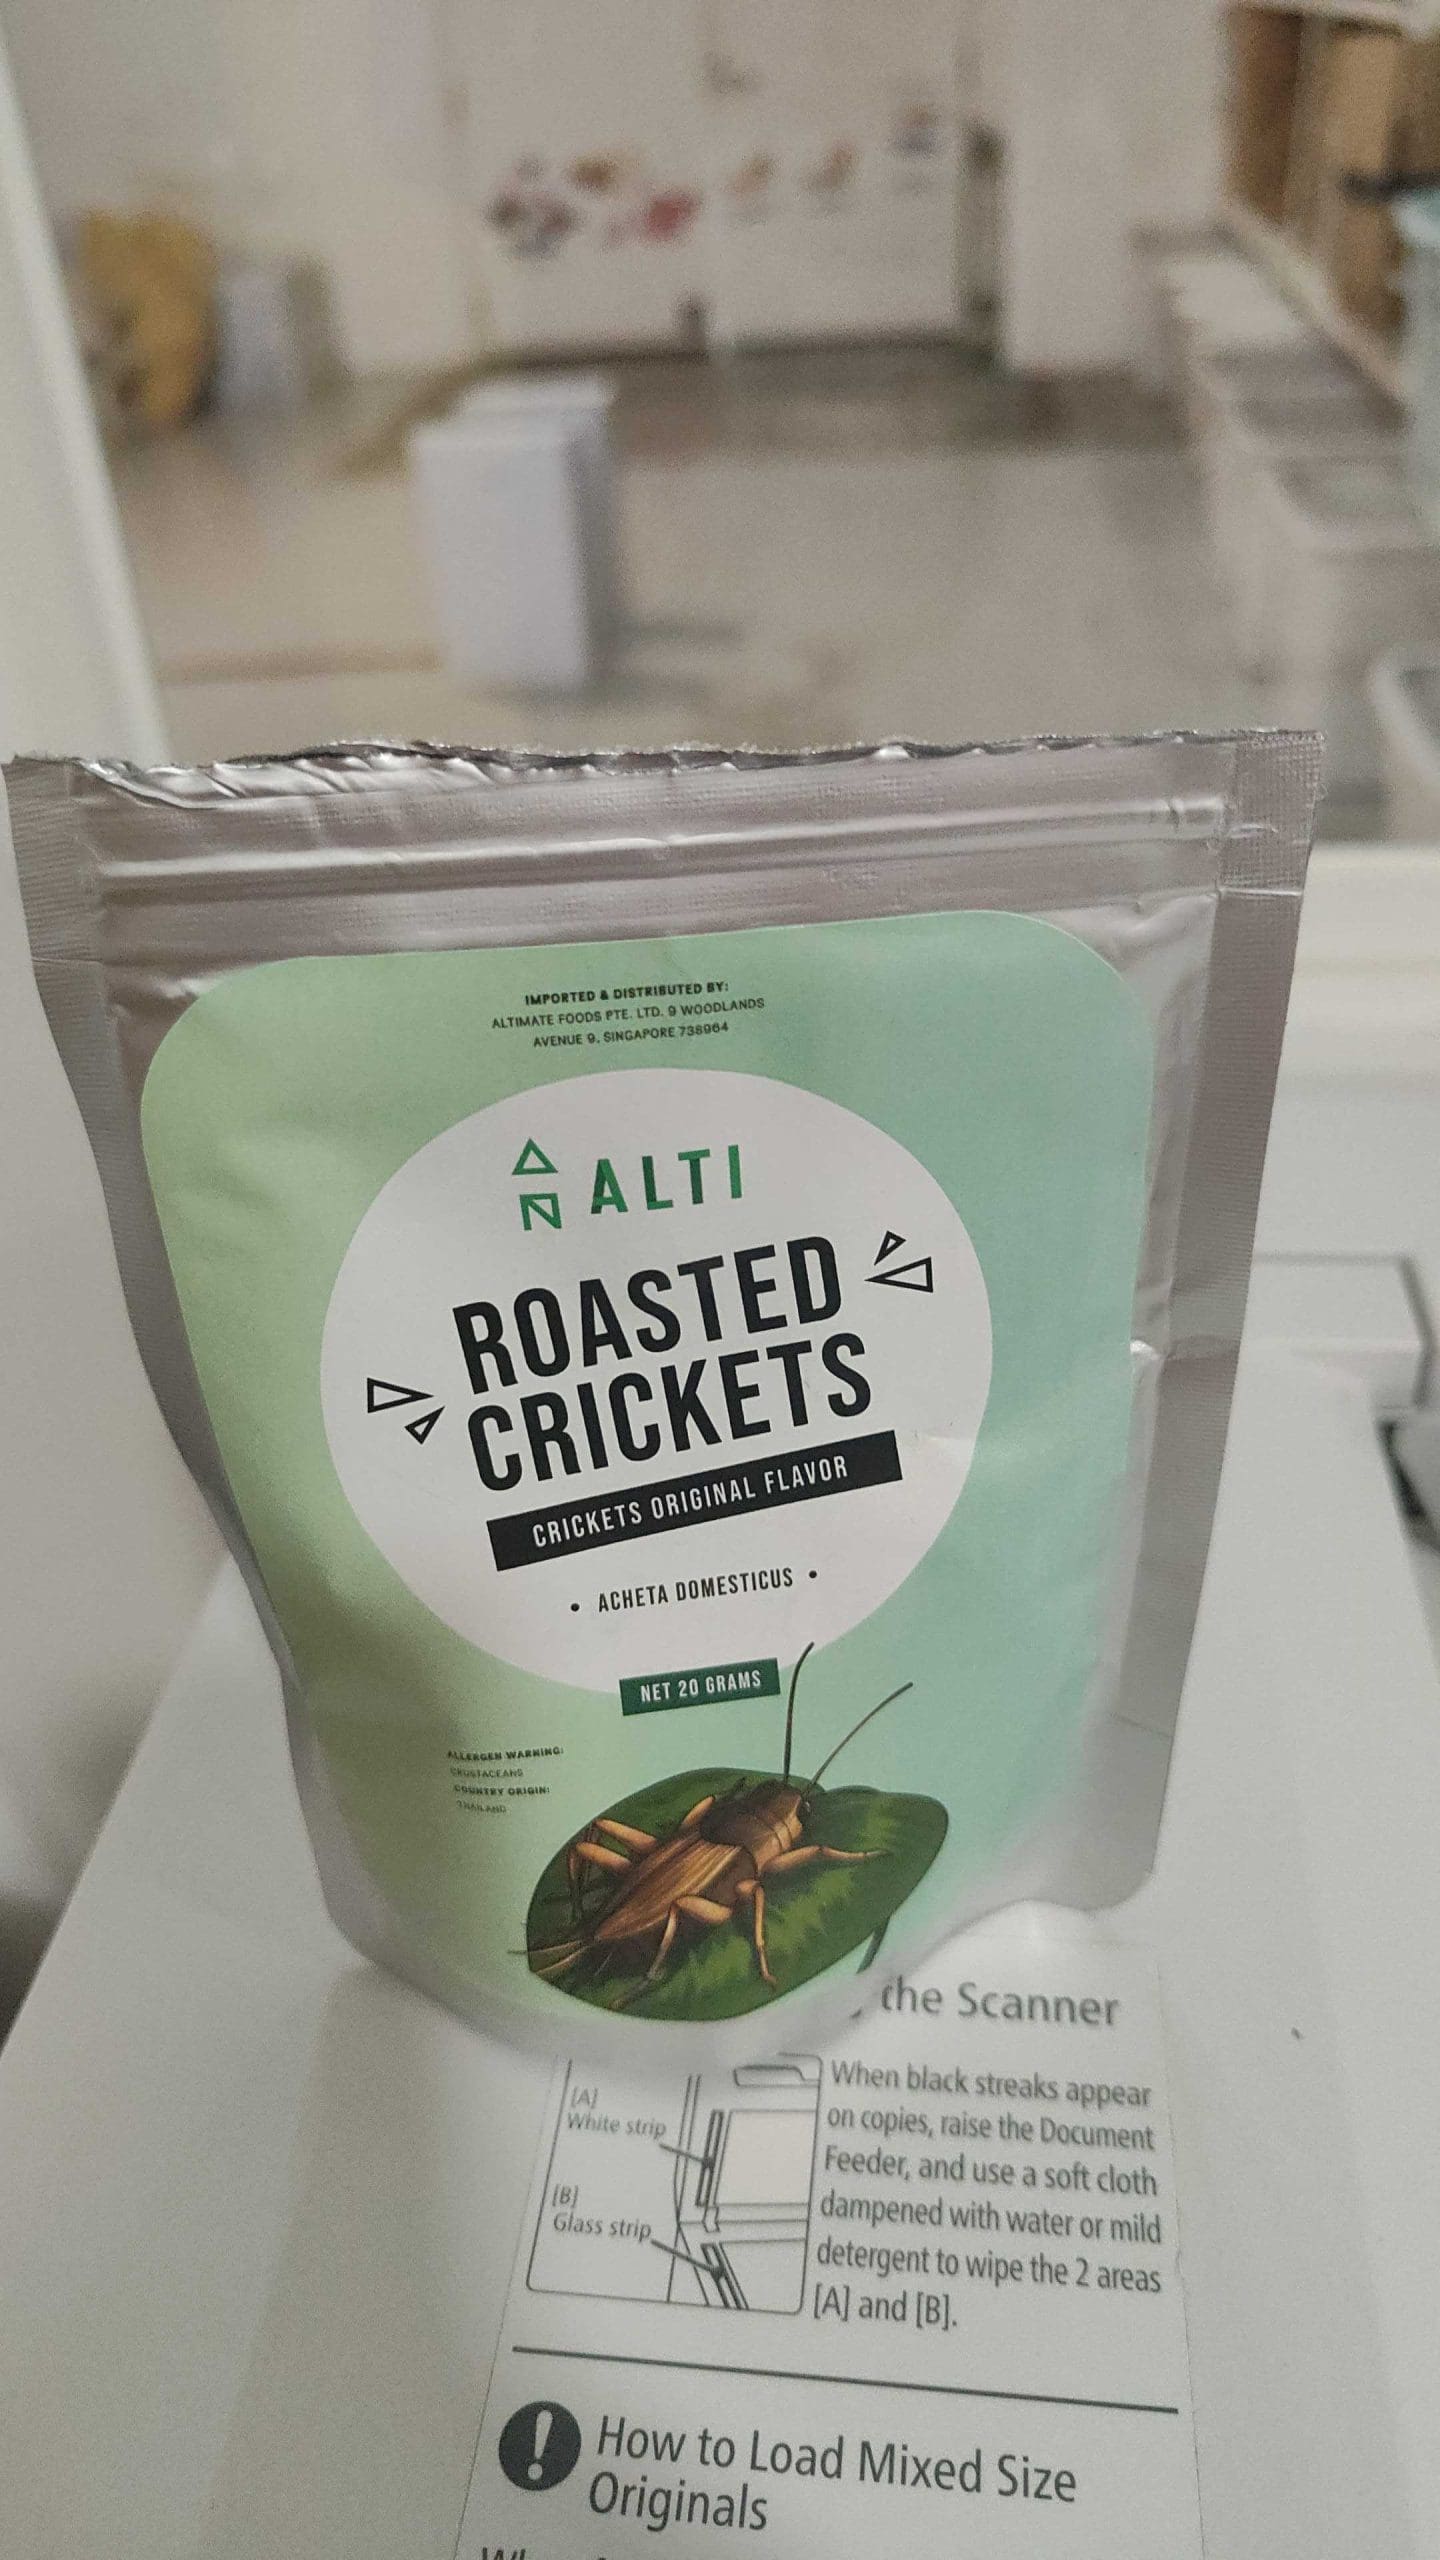 IMPORTED & DISTRIBUTED BY:
ALTIMATE FOODS PTE. LTD. 9 WOODLANDS
AVENUE 9, SINGAPORE 738964
ALTI
ROASTED
CRICKETS
CRICKETS ORIGINAL FLAVOR
• ACHETA DOMESTICUS •
NET 20 GRAMS
ALLERGEN WARNING:
CRUSTACEANS
COUNTRY ORIGIN:
THAILAND
the Scanner
[A]
White strip
[B]
Glass strip
When black streaks appear
on copies, raise the Document
Feeder, and use a soft cloth
dampened with water or mild
detergent to wipe the 2 areas
[A] and [B].
How to Load Mixed Size
Originals